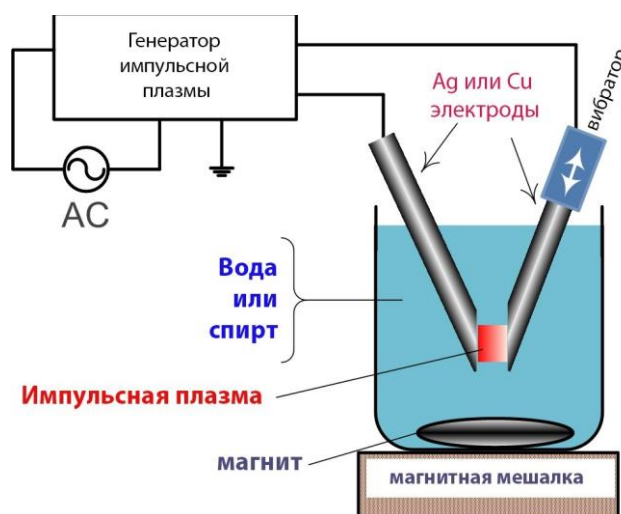 Генератор
импульсной
плазмы
Ag или Cu
электроды
вибратор
AC
Вода
или
спирт
Импульсная плазма
магнит
магнитная мешалка